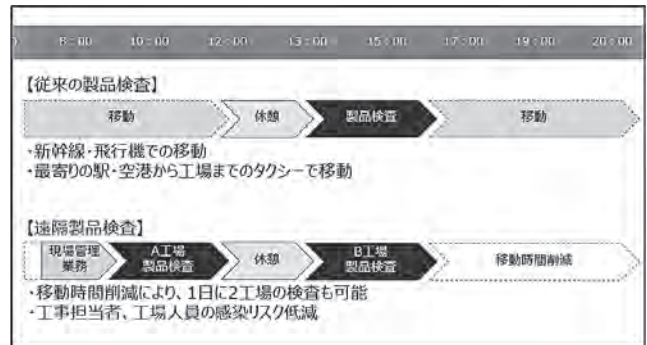 8:00 10:00 12:00 13:00 15:00 17:00 19:00 20:00
【従来の製品検査】
移動 休憩 製品検査 移動
・新幹線・飛行機での移動
・最寄りの駅・空港から工場までのタクシーで移動
【遠隔製品検査】
現場管理
業務
A工場
製品検査
休憩
B工場
製品検査
移動時間削減
・移動時間削減により、1日に2工場の検査も可能
・工事担当者、工場人員の感染リスク低減